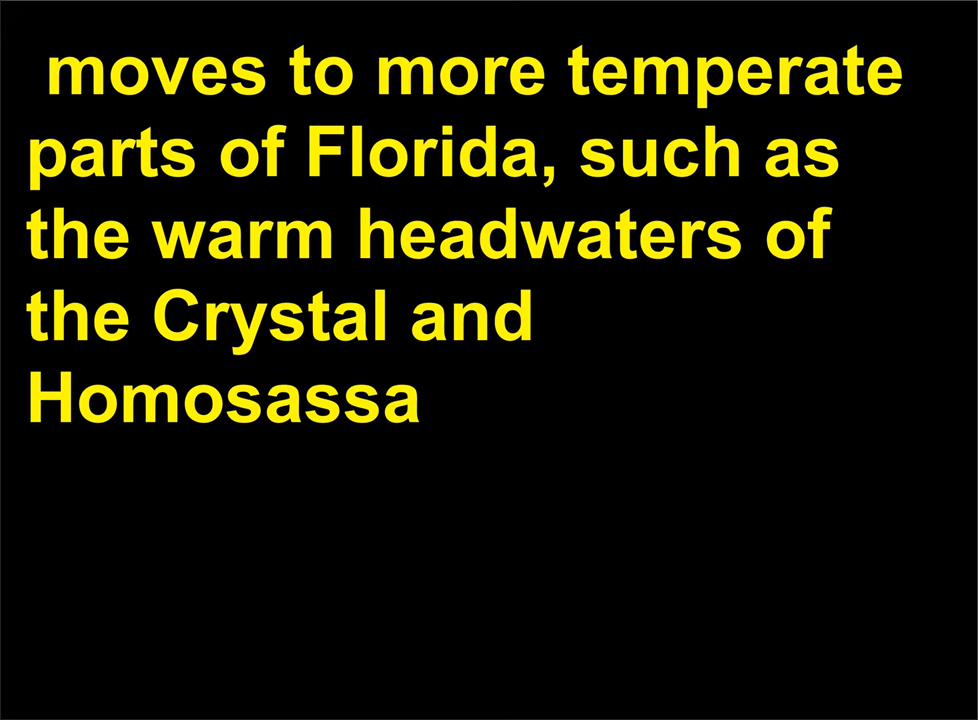 moves to more temperate
parts of Florida, such as
the warm headwaters of
the Crystal and
Homosassa